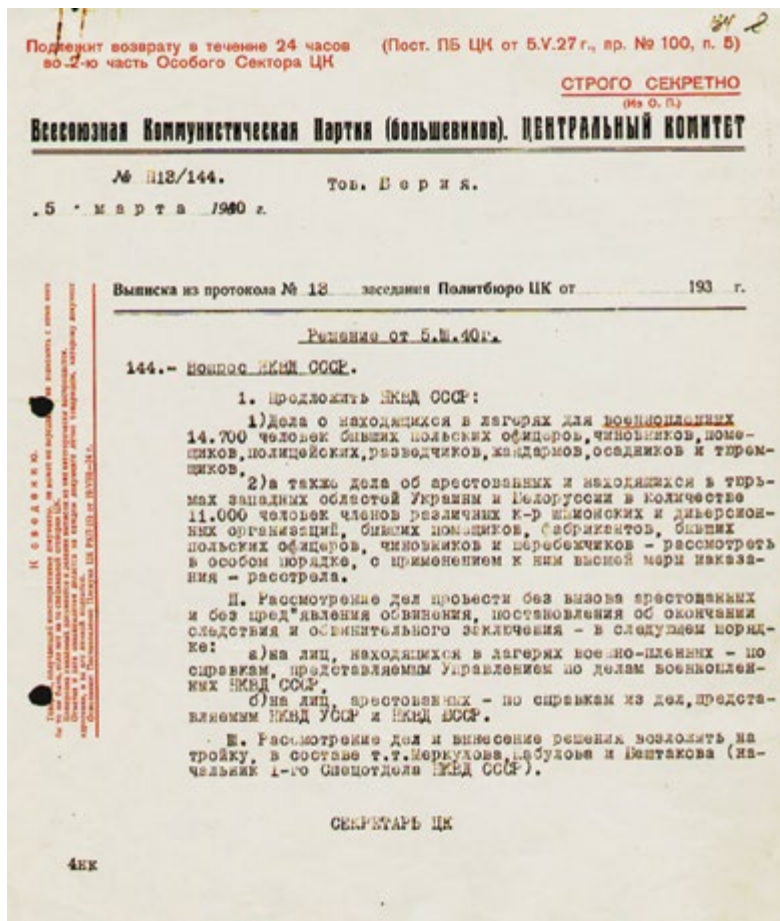 Подлежит возврату в течение 24 часов
во 2-ю часть Особого Сектора ЦК
(Пост. ПБ ЦК от 5.V.27 г., пр. № 100, п. 5)
СТРОГО СЕКРЕТНО
(Из О. П.)
Всесоюзная Коммунистическая Партия (большевиков). ЦЕНТРАЛЬНЫЙ КОМИТЕТ
№ П13/144.
Тов. Берия.
5 марта 1940 г.
Выписка из протокола № 13 заседания Политбюро ЦК от 193 г.
Решение от 5.III.40г.
144.- Вопрос НКВД СССР.
1. Предложить НКВД СССР:
1)Дела о находящихся в лагерях для военнопленных
14.700 человек бывших польских офицеров,чиновников,поме-
щиков,полицейских,разведчиков,жандармов,осадников и тюрем-
щиков,
2)а также дела об арестованных и находящихся в тюрь-
мах западных областей Украины и Белоруссии в количестве
11.000 человек членов различных к-р шпионских и диверсион-
ных организаций, бывших помещиков, фабрикантов, бывших
польских офицеров, чиновников и перебежчиков - рассмотреть
в особом порядке, с применением к ним высшей меры наказа-
ния - расстрела.
П. Рассмотрение дел провести без вызова арестованных
и без пред"явления обвинения, постановления об окончании
следствия и обвинительного заключения - в следующем поряд-
ке:
а)на лиц, находящихся в лагерях военно-пленных - по
справкам, представляемым Управлением по делам военноплен-
ных НКВД СССР,
б)на лиц, арестованных - по справкам из дел,предста-
вляемым НКВД УССР и НКВД БССР.
Ш. Рассмотрение дел и вынесение решения возложить на
тройку, в составе т.т.Меркулова,Кабулова и Баштакова (на-
чальник 1-го Спецотдела НКВД СССР).
СЕКРЕТАРЬ ЦК
4нк
К сведению